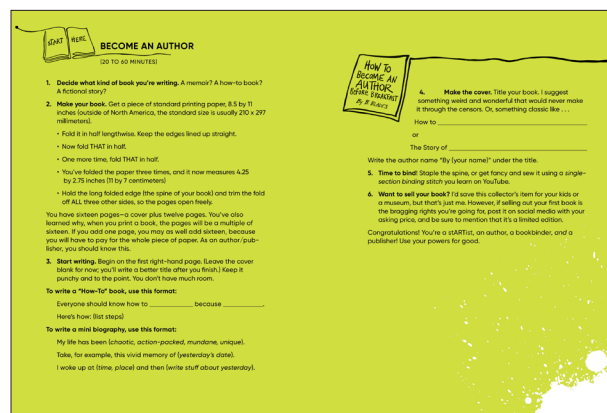 START HERE
BECOME AN AUTHOR
[20 TO 60 MINUTES]
1. Decide what kind of book you're writing. A memoir? A how-to book?
A fictional story?
2. Make your book. Get a piece of standard printing paper, 8.5 by 11
inches (outside of North America, the standard size is usually 210 x 297
millimeters).
• Fold it in half lengthwise. Keep the edges lined up straight.
• Now fold THAT in half.
• One more time, fold THAT in half.
• You've folded the paper three times, and it now measures 4.25
by 2.75 inches (11 by 7 centimeters)
• Hold the long folded edge (the spine of your book) and trim the fold
off ALL three other sides, so the pages open freely.
You have sixteen pages—a cover plus twelve pages. You've also
learned why, when you print a book, the pages will be a multiple of
sixteen. If you add one page, you may as well add sixteen, because
you will have to pay for the whole piece of paper. As an author/pub-
lisher, you should know this.
3. Start writing. Begin on the first right-hand page. (Leave the cover
blank for now; you'll write a better title after you finish.) Keep it
punchy and to the point. You don't have much room.
To write a "How-To" book, use this format:
Everyone should know how to ____________ because ___________.
Here's how: (list steps)
To write a mini biography, use this format:
My life has been (chaotic, action-packed, mundane, unique).
Take, for example, this vivid memory of (yesterday's date).
I woke up at (time, place) and then (write stuff about yesterday).
HOW TO
BECOME AN
AUTHOR
BEFORE BREAKFAST
4. Make the cover. Title your book. I suggest
something weird and wonderful that would never make
it through the censors. Or, something classic like . . .
How to ________________________
or
The Story of ________________________
Write the author name "By (your name)" under the title.
5. Time to bind! Staple the spine, or get fancy and sew it using a single-
section binding stitch you learn on YouTube.
6. Want to sell your book? I'd save this collector's item for your kids or
a museum, but that's just me. However, if selling out your first book is
the bragging rights you're going for, post it on social media with your
asking price, and be sure to mention that it's a limited edition.
Congratulations! You're a stARTist, an author, a bookbinder, and a
publisher! Use your powers for good.